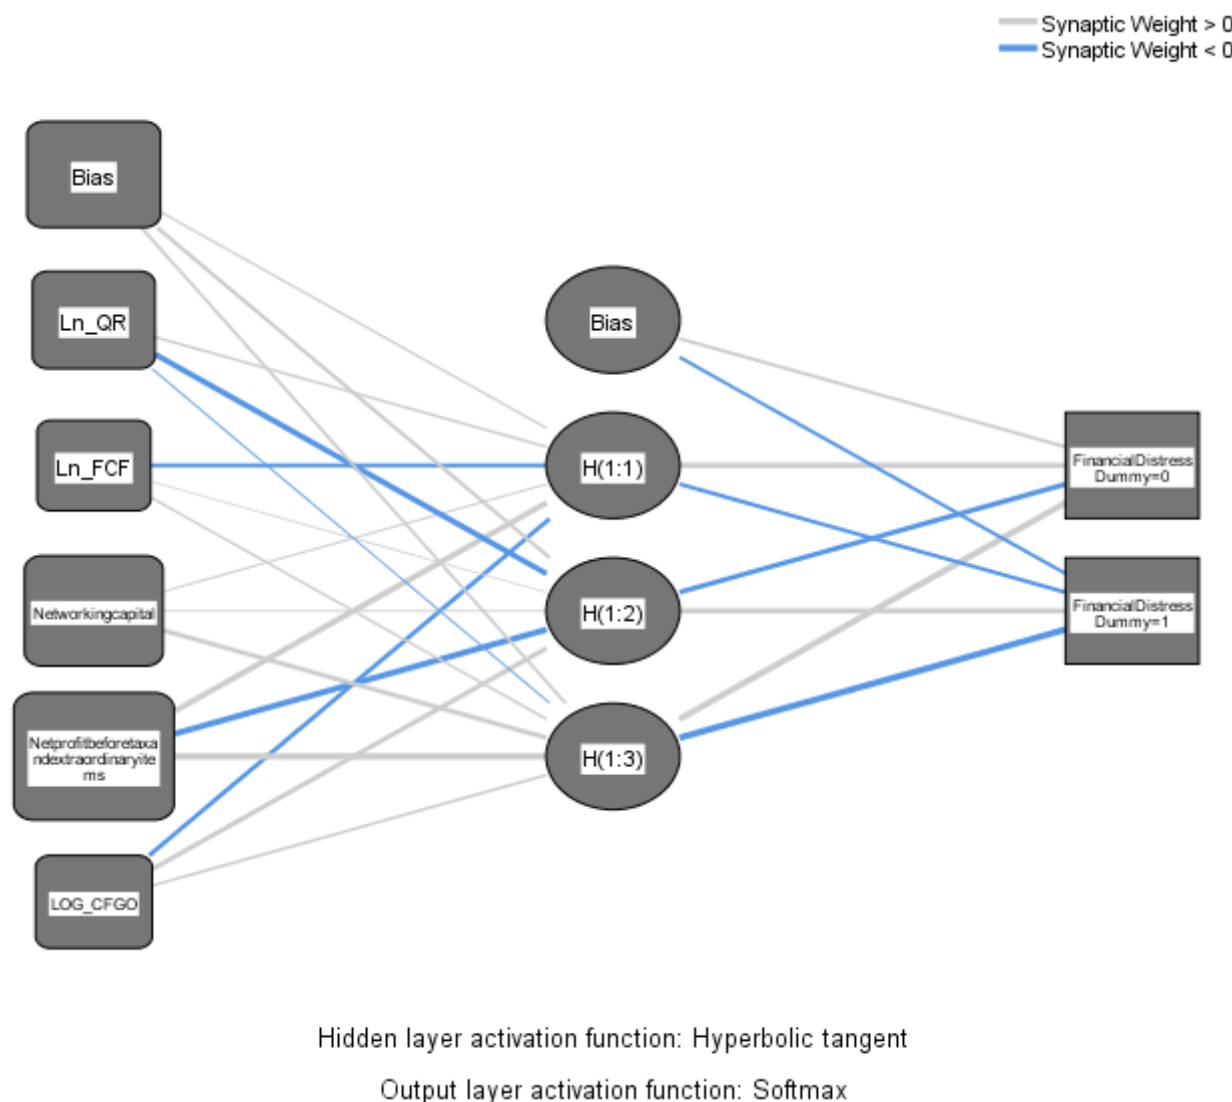 Synaptic Weight > 0
Synaptic Weight < 0
Bias
Ln_QR
Bias
Ln_FCF
H(1:1)
FinancialDistress
Dummy=0
Networkingcapital
H(1:2)
FinancialDistress
Dummy=1
Netprofitbeforetaxa
ndextraordinaryite
ms
H(1:3)
LOG_CFGO
Hidden layer activation function: Hyperbolic tangent
Output layer activation function: Softmax